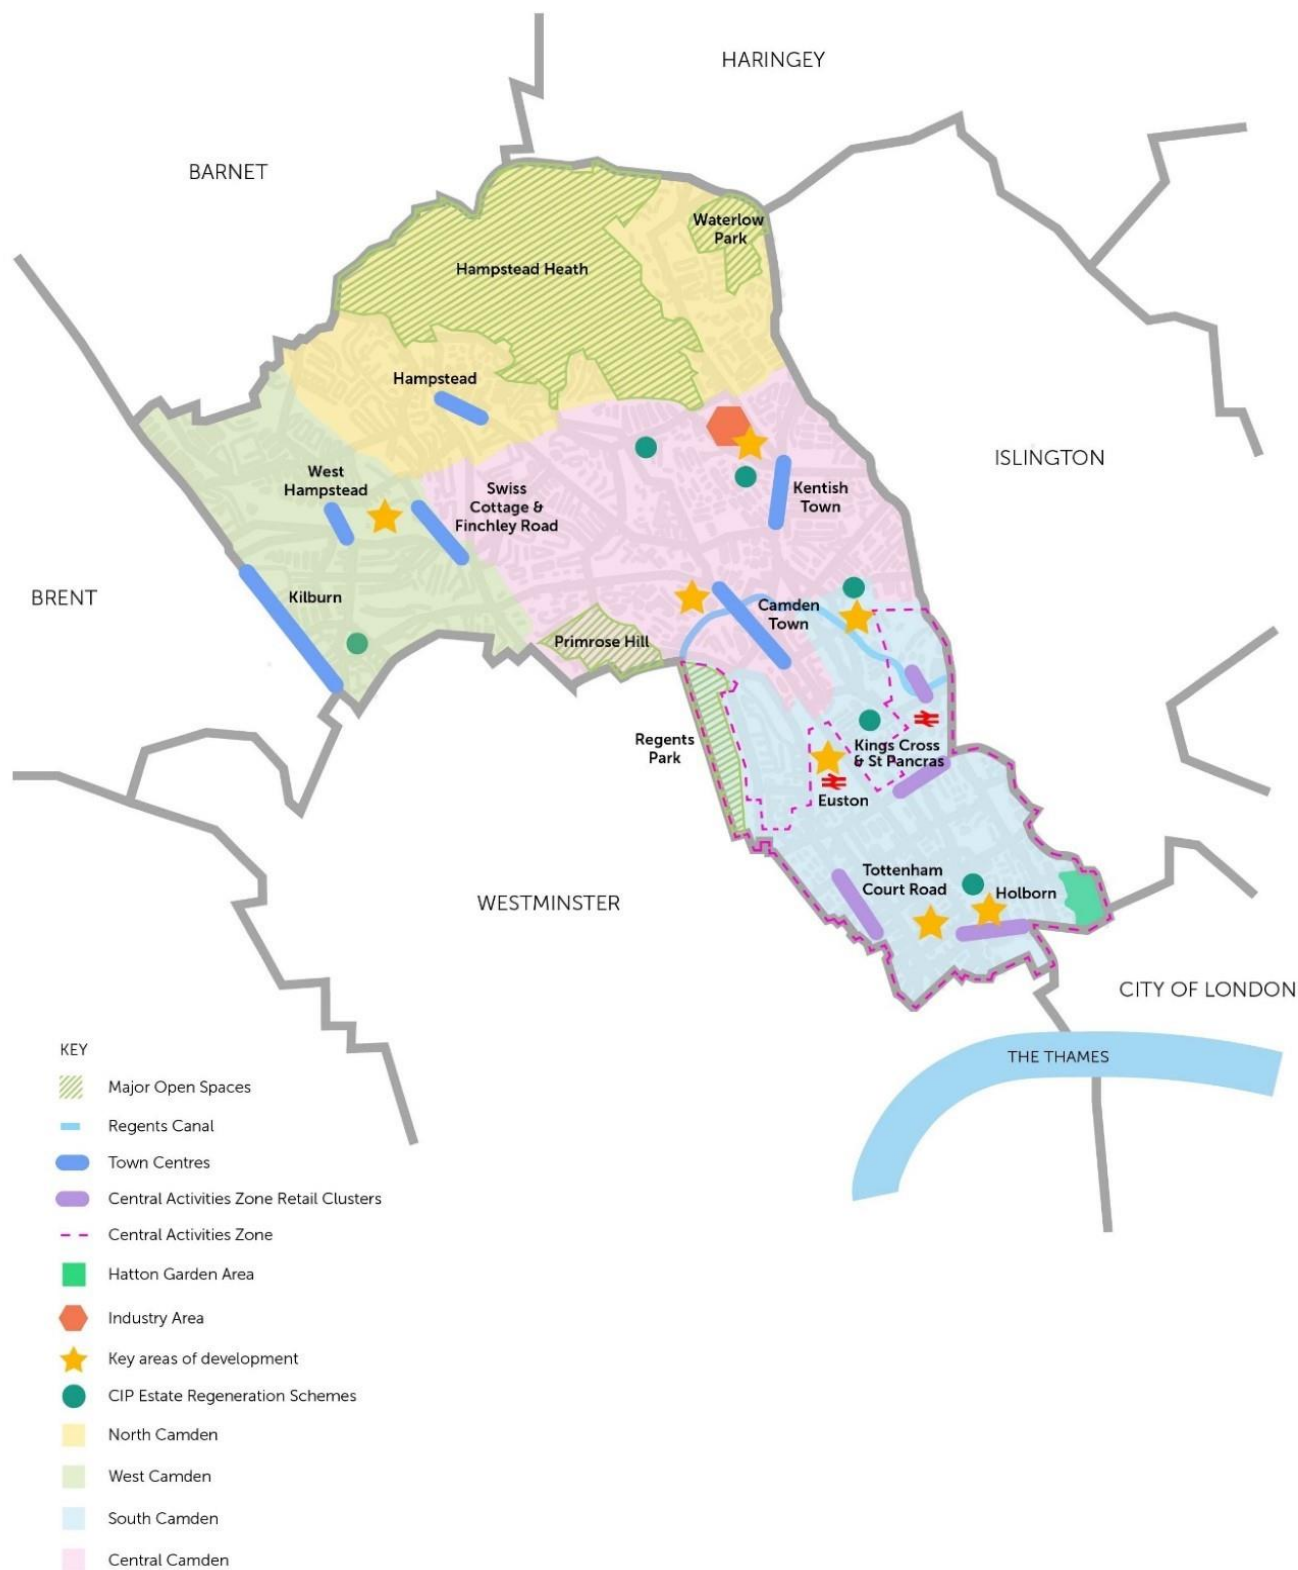 HARINGEY
BARNET
Waterlow
Park
Hampstead Heath
Hampstead
ISLINGTON
West
Hampstead
Swiss
Cottage &
Finchley Road
Kentish
Town
BRENT
Kilburn
Camden
Town
Primrose Hill
Regents
Park
Kings Cross
& St Pancras
Euston
Tottenham
Court Road
Holborn
WESTMINSTER
CITY OF LONDON
THE THAMES
KEY
Major Open Spaces
Regents Canal
Town Centres
Central Activities Zone Retail Clusters
Central Activities Zone
Hatton Garden Area
Industry Area
Key areas of development
CIP Estate Regeneration Schemes
North Camden
West Camden
South Camden
Central Camden